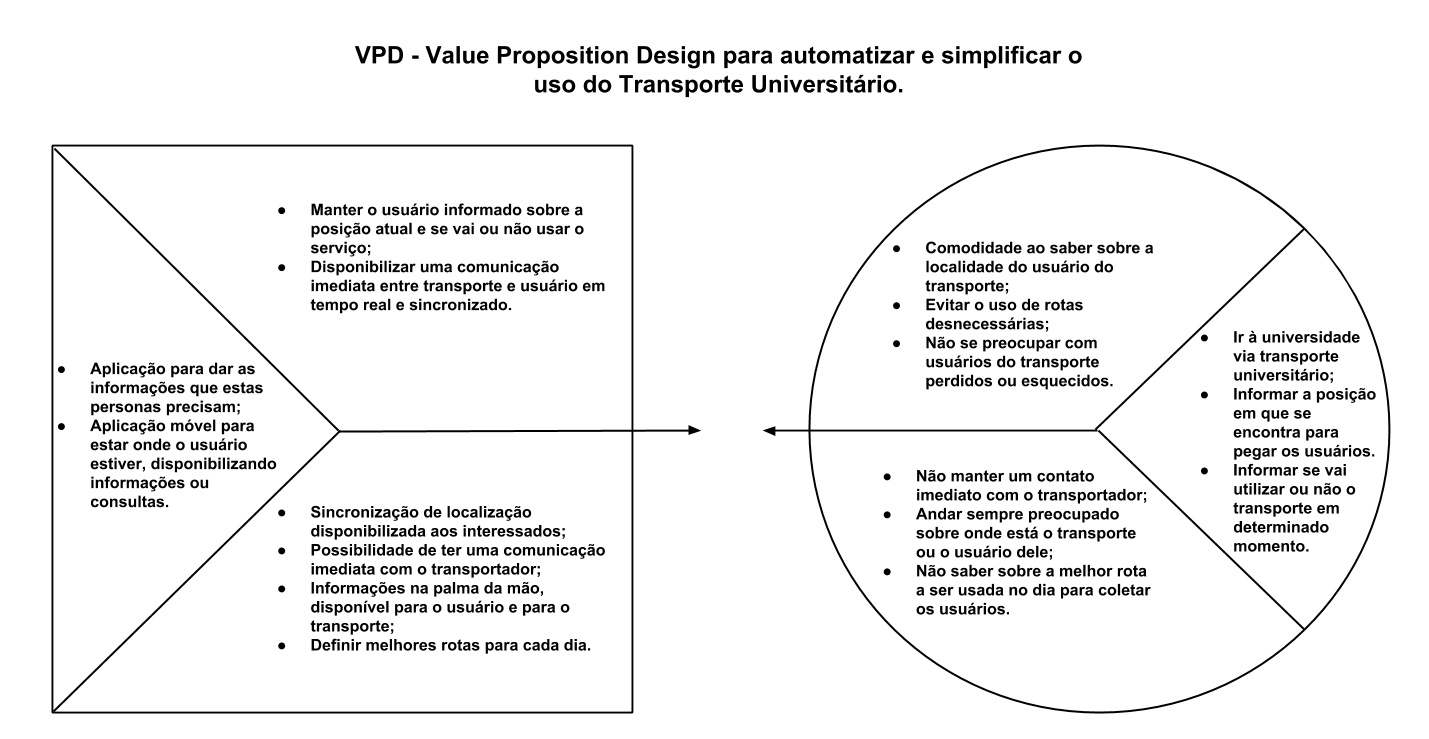 VPD - Value Proposition Design para automatizar e simplificar o
uso do Transporte Universitário.
● Manter o usuário informado sobre a
posição atual e se vai ou não usar o
serviço;
● Disponibilizar uma comunicação
imediata entre transporte e usuário em
tempo real e sincronizado.
● Aplicação para dar as
informações que estas
personas precisam;
● Aplicação móvel para
estar onde o usuário
estiver, disponibilizando
informações ou
consultas.
● Sincronização de localização
disponibilizada aos interessados;
● Possibilidade de ter uma comunicação
imediata com o transportador;
● Informações na palma da mão,
disponível para o usuário e para o
transporte;
● Definir melhores rotas para cada dia.
● Comodidade ao saber sobre a
localidade do usuário do
transporte;
● Evitar o uso de rotas
desnecessárias;
● Não se preocupar com
usuários do transporte
perdidos ou esquecidos.
● Ir à universidade
via transporte
universitário;
● Informar a posição
em que se
encontra para
pegar os usuários.
● Informar se vai
utilizar ou não o
transporte em
determinado
momento.
● Não manter um contato
imediato com o transportador;
● Andar sempre preocupado
sobre onde está o transporte
ou o usuário dele;
● Não saber sobre a melhor rota
a ser usada no dia para coletar
os usuários.